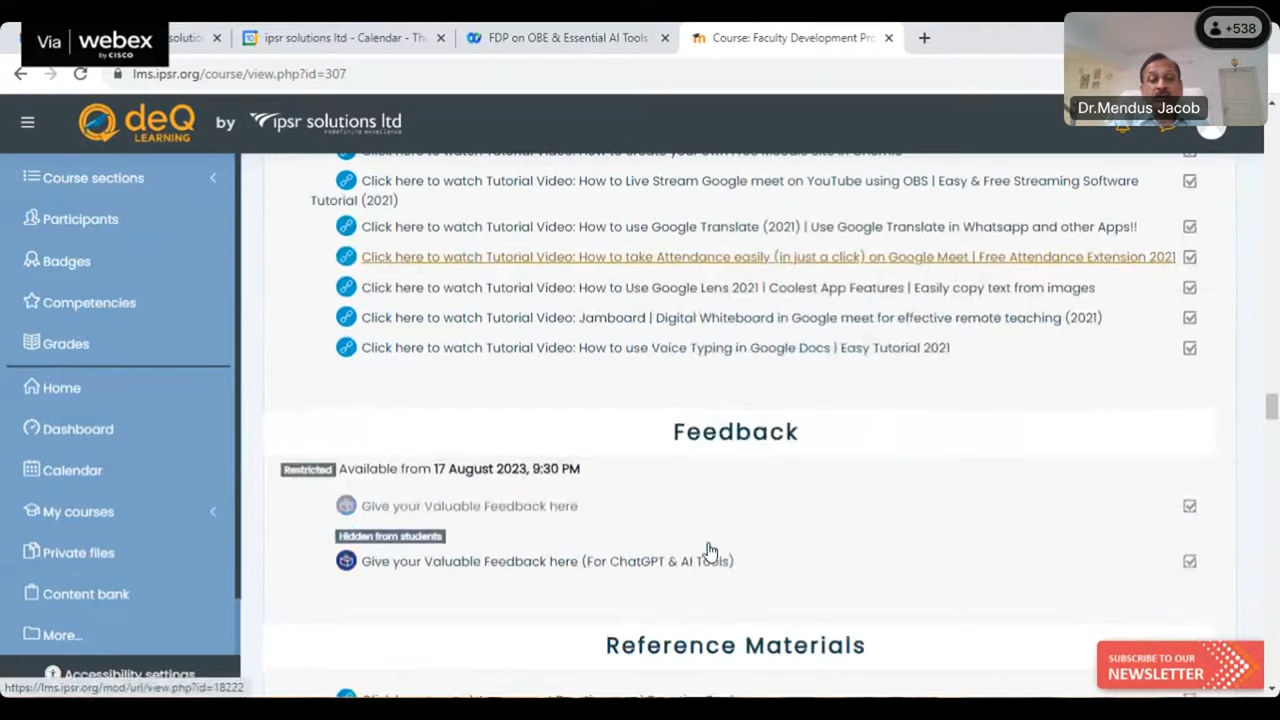 Via webex by CISCO
solutio ×
ipsr solutions ltd - Calendar - Thu ×
FDP on OBE & Essential AI Tools ×
Course: Faculty Development Pro ×
+538
lms.ipsr.org/course/view.php?id=307
Dr.Mendus Jacob
deQ LEARNING by ipsr solutions ltd
redefining excellence
Course sections
Participants
Badges
Competencies
Grades
Home
Dashboard
Calendar
My courses
Private files
Content bank
More...
Accessibility settings
Click here to watch Tutorial Video: How to Live Stream Google meet on YouTube using OBS | Easy & Free Streaming Software
Tutorial (2021)
Click here to watch Tutorial Video: How to use Google Translate (2021) | Use Google Translate in Whatsapp and other Apps!!
Click here to watch Tutorial Video: How to take Attendance easily (in just a click) on Google Meet | Free Attendance Extension 2021
Click here to watch Tutorial Video: How to Use Google Lens 2021 | Coolest App Features | Easily copy text from images
Click here to watch Tutorial Video: Jamboard | Digital Whiteboard in Google meet for effective remote teaching (2021)
Click here to watch Tutorial Video: How to use Voice Typing in Google Docs | Easy Tutorial 2021
Feedback
Restricted Available from 17 August 2023, 9:30 PM
Give your Valuable Feedback here
Hidden from students
Give your Valuable Feedback here (For ChatGPT & AI Tools)
Reference Materials
SUBSCRIBE TO OUR
NEWSLETTER
https://lms.ipsr.org/mod/url/view.php?id=18222